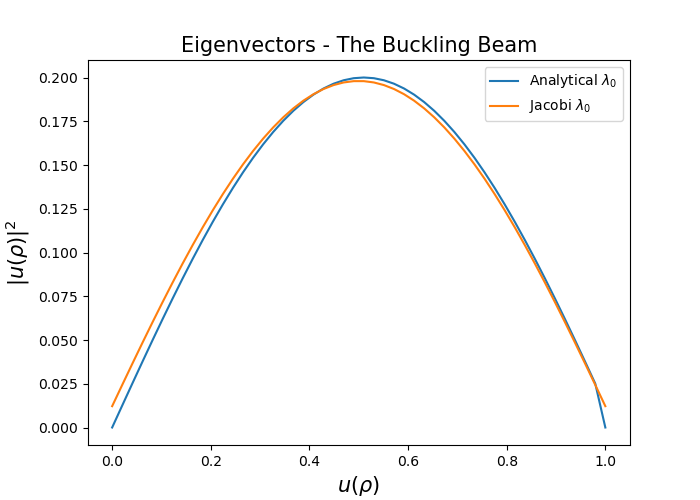 Eigenvectors - The Buckling Beam
Analytical λ₀
Jacobi λ₀
|u(ρ)|²
0.200
0.175
0.150
0.125
0.100
0.075
0.050
0.025
0.000
0.0 0.2 0.4 0.6 0.8 1.0
u(ρ)